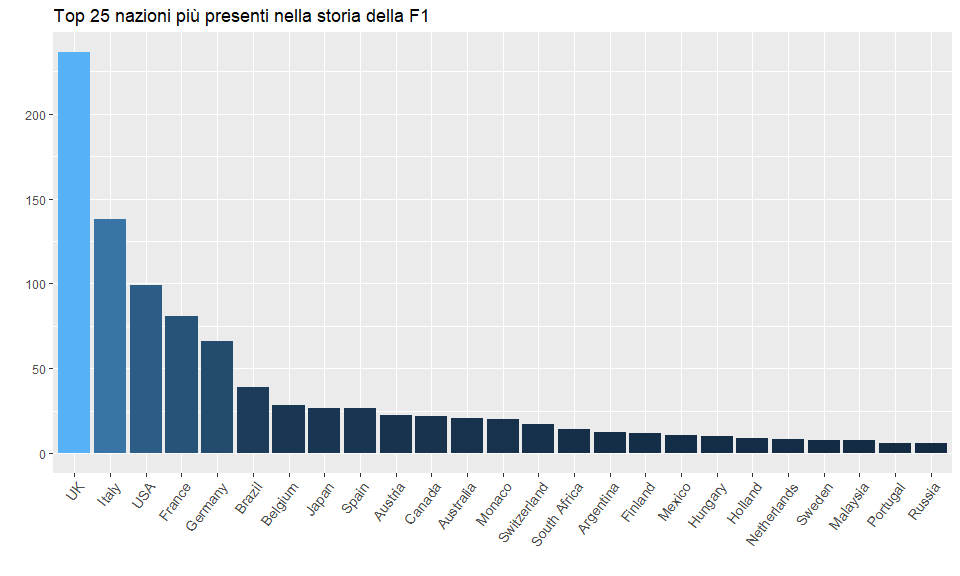 Top 25 nazioni più presenti nella storia della F1
200
150
100
50
0
UK
Italy
USA
France
Germany
Brazil
Belgium
Japan
Spain
Austria
Canada
Australia
Monaco
Switzerland
South Africa
Argentina
Finland
Mexico
Hungary
Holland
Netherlands
Sweden
Malaysia
Portugal
Russia